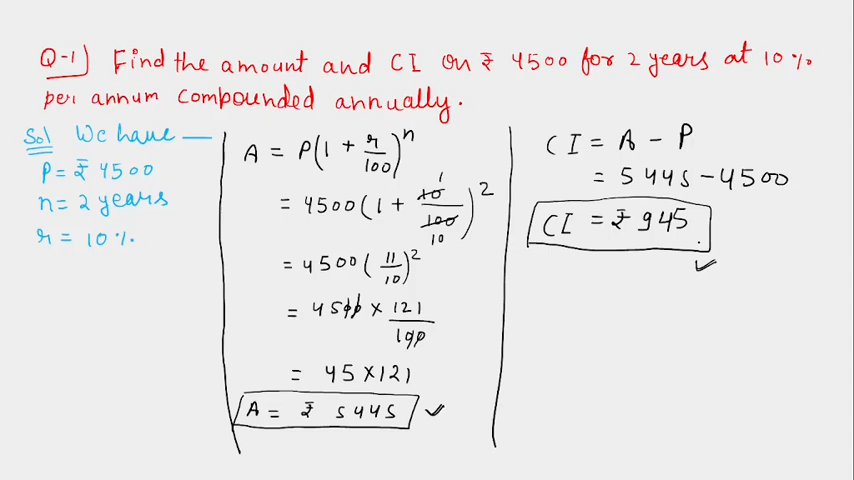 Q-1) Find the amount and CI on ₹ 4500 for 2 years at 10%
per annum compounded annually.
Sol We have —
P = ₹ 4500
n = 2 years
r = 10%
A = P(1 + r/100)^n
= 4500(1 + 10/100)^2
1
10
= 4500(11/10)^2
= 4500 × 121/100
= 45×121
A = ₹ 5445
CI = A - P
= 5445 - 4500
CI = ₹ 945